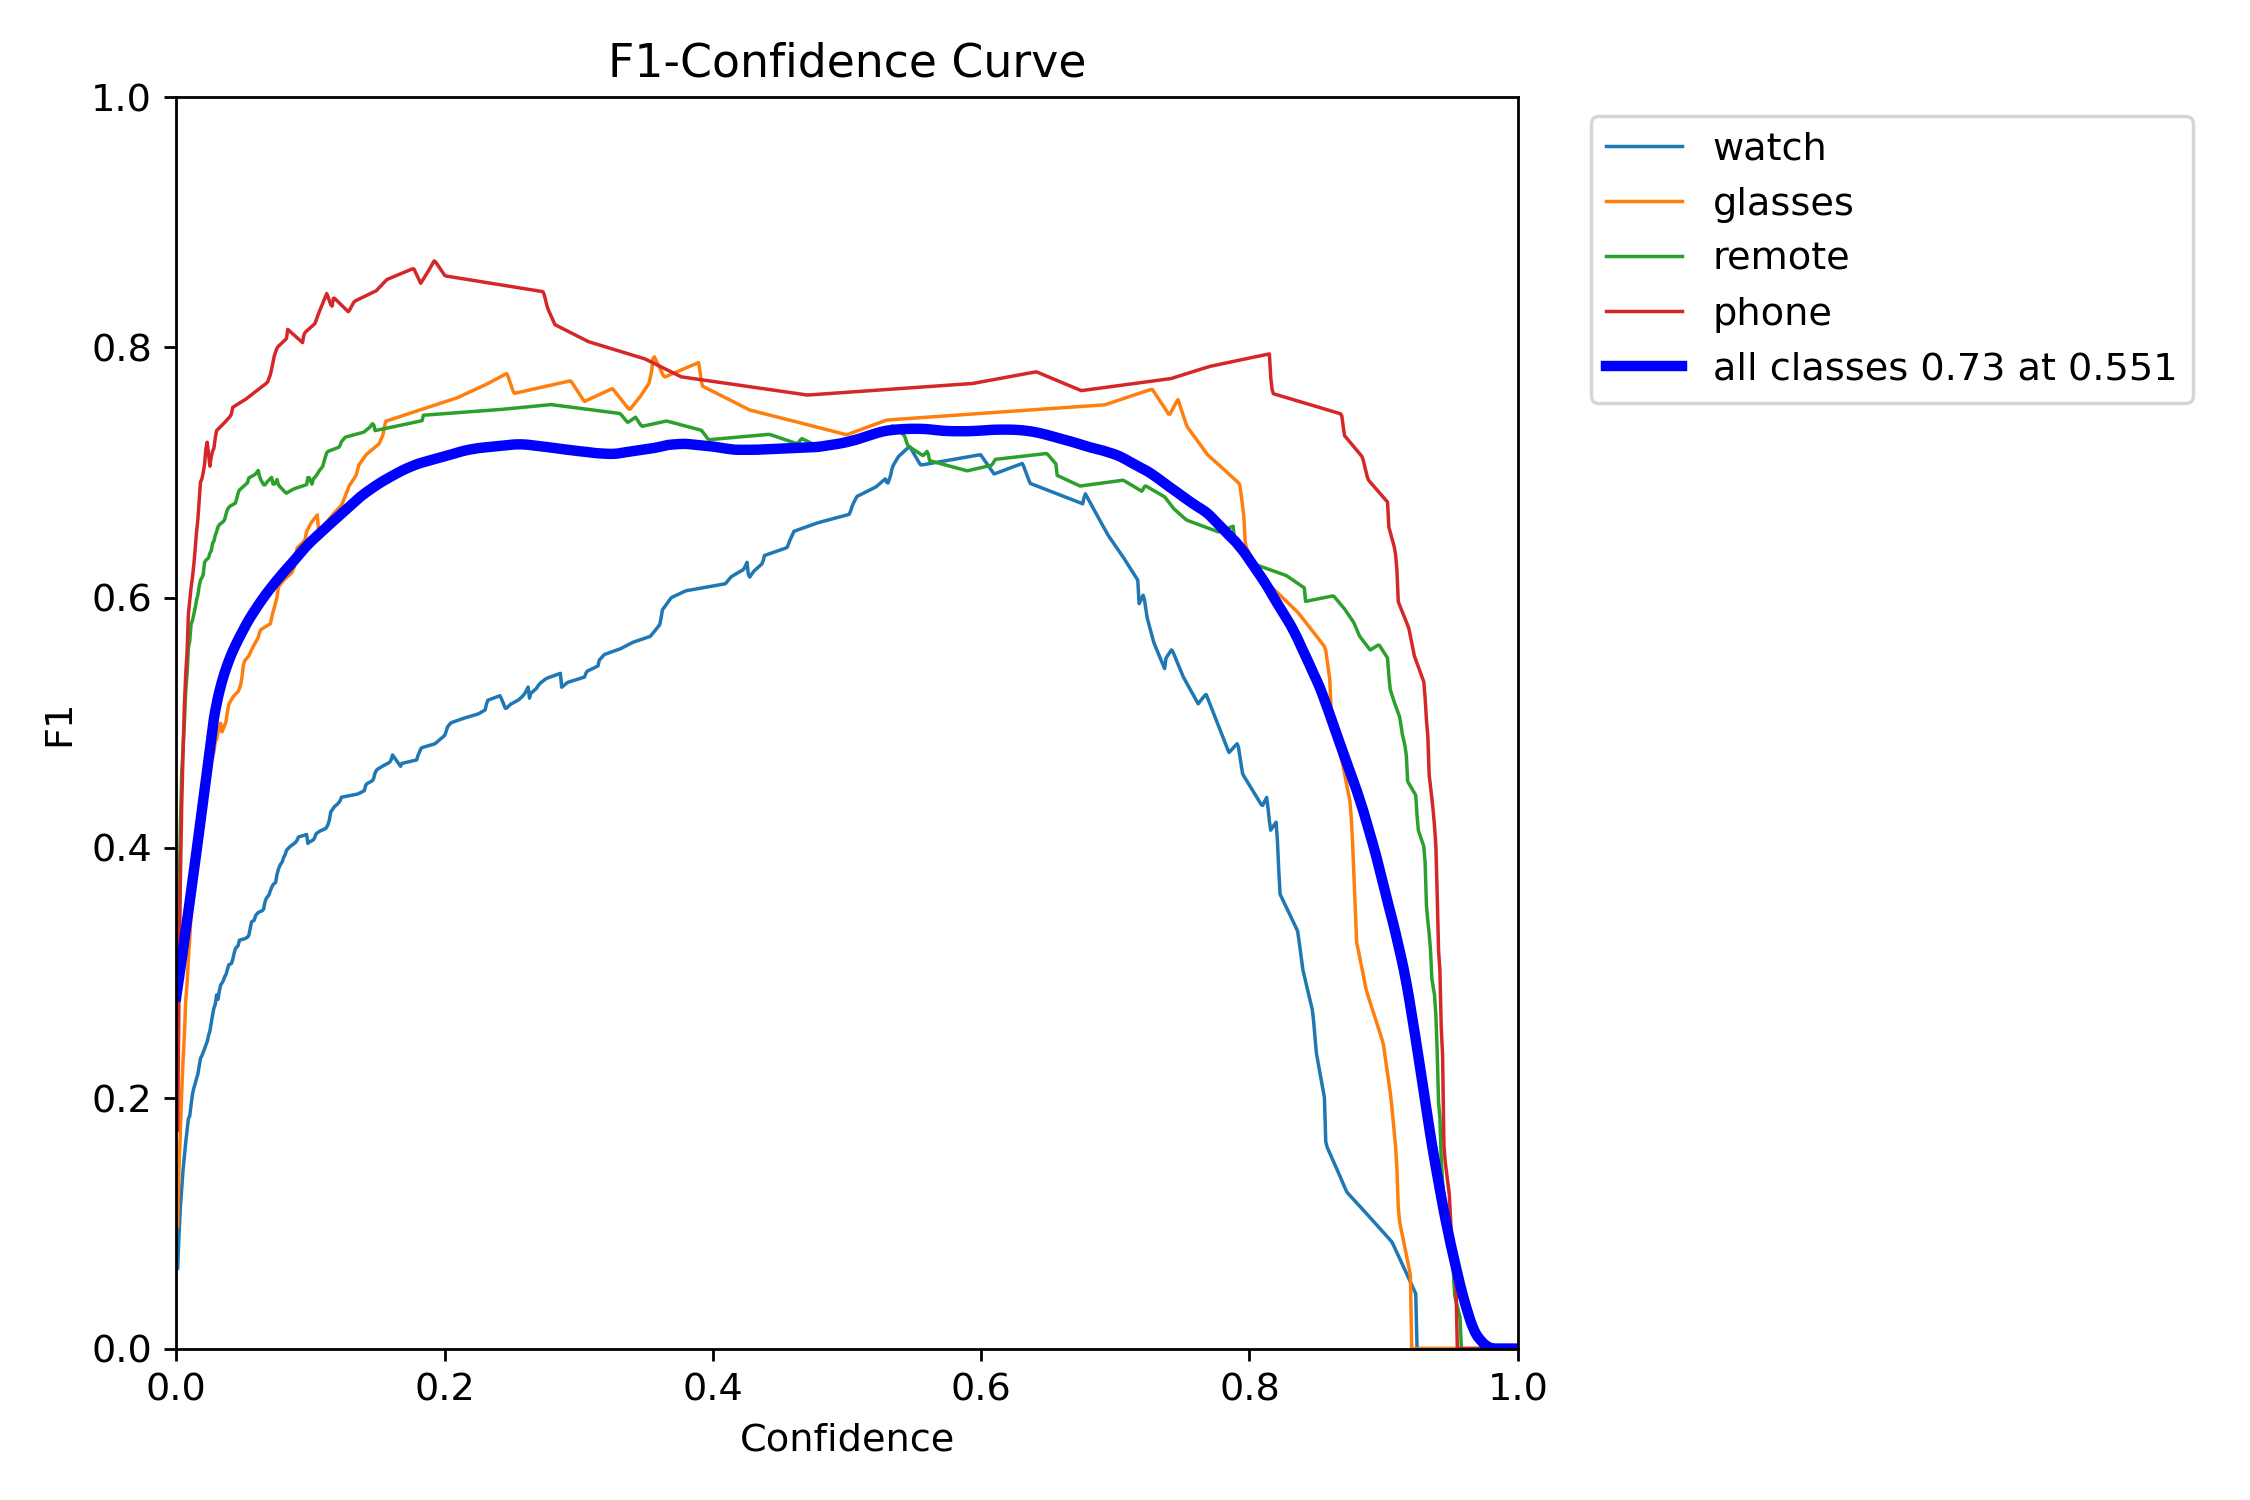 F1-Confidence Curve
1.0
0.8
0.6
0.4
0.2
0.0
F1
0.0 0.2 0.4 0.6 0.8 1.0
Confidence
watch
glasses
remote
phone
all classes 0.73 at 0.551